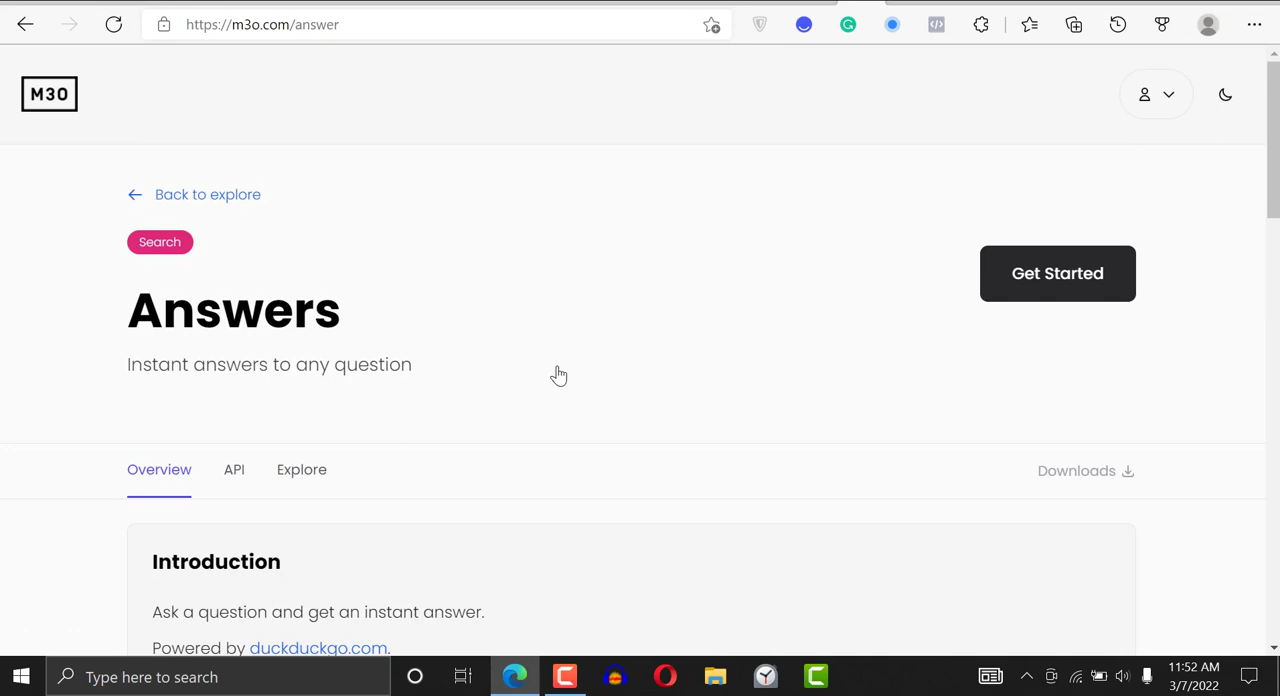 https://m3o.com/answer
M3O
Back to explore
Search
Answers
Get Started
Instant answers to any question
Overview
API
Explore
Downloads
Introduction
Ask a question and get an instant answer.
Powered by duckduckgo.com.
Type here to search
11:52 AM
3/7/2022